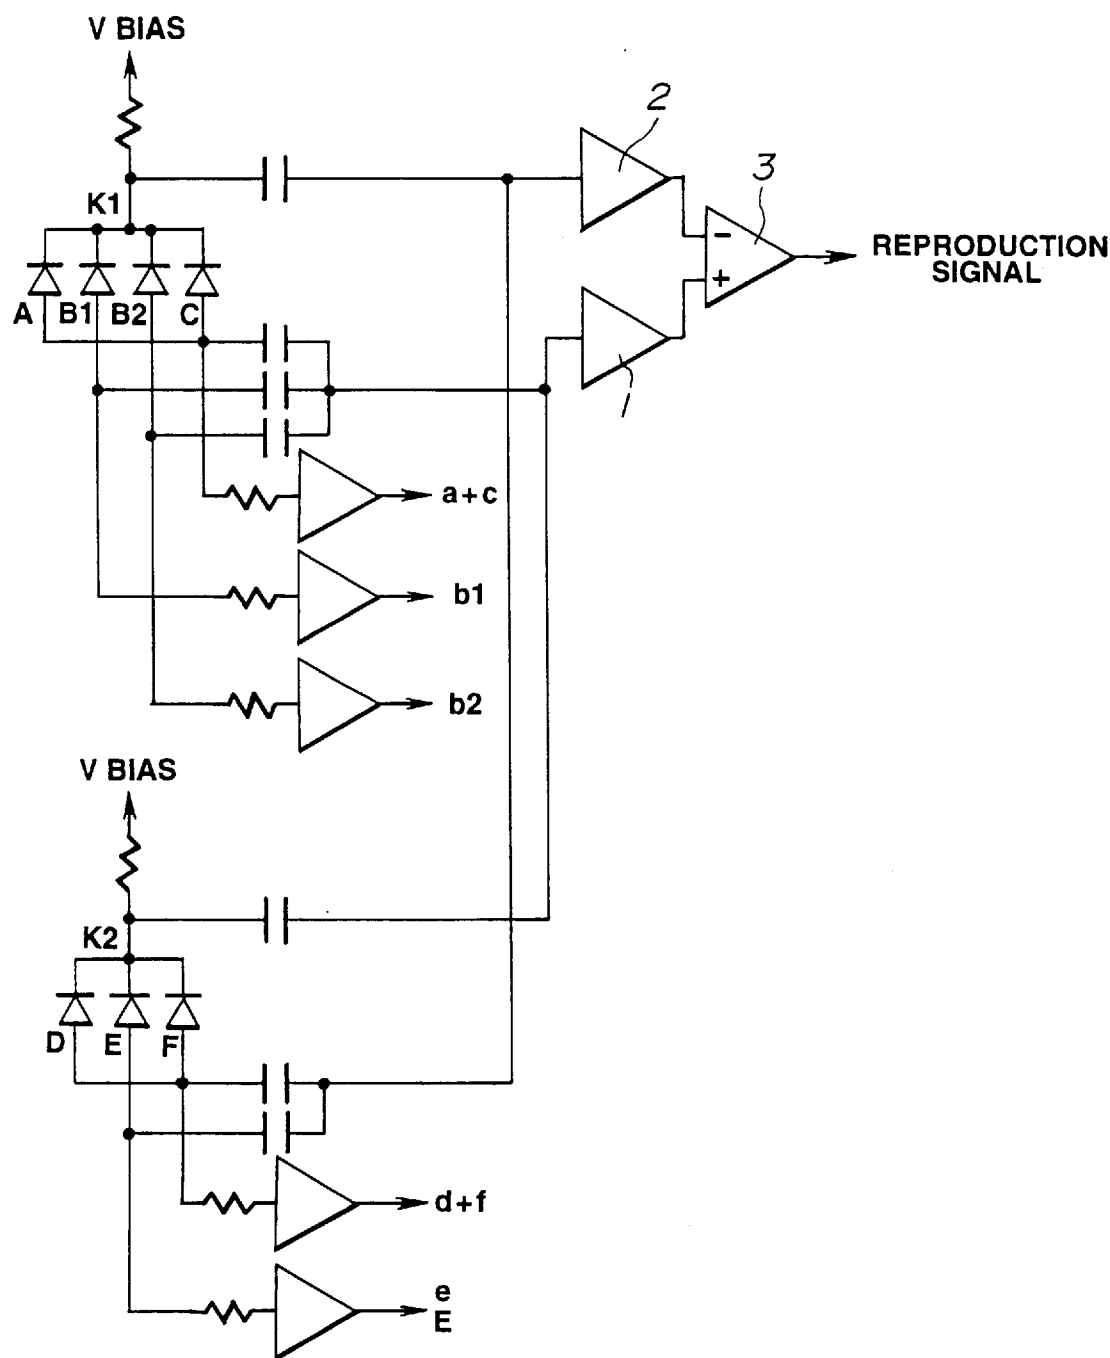 V BIAS
2
3
K1
−
REPRODUCTION
SIGNAL
+
A B1 B2 C
1
a+c
b1
b2
V BIAS
K2
D E F
d+f
e
E